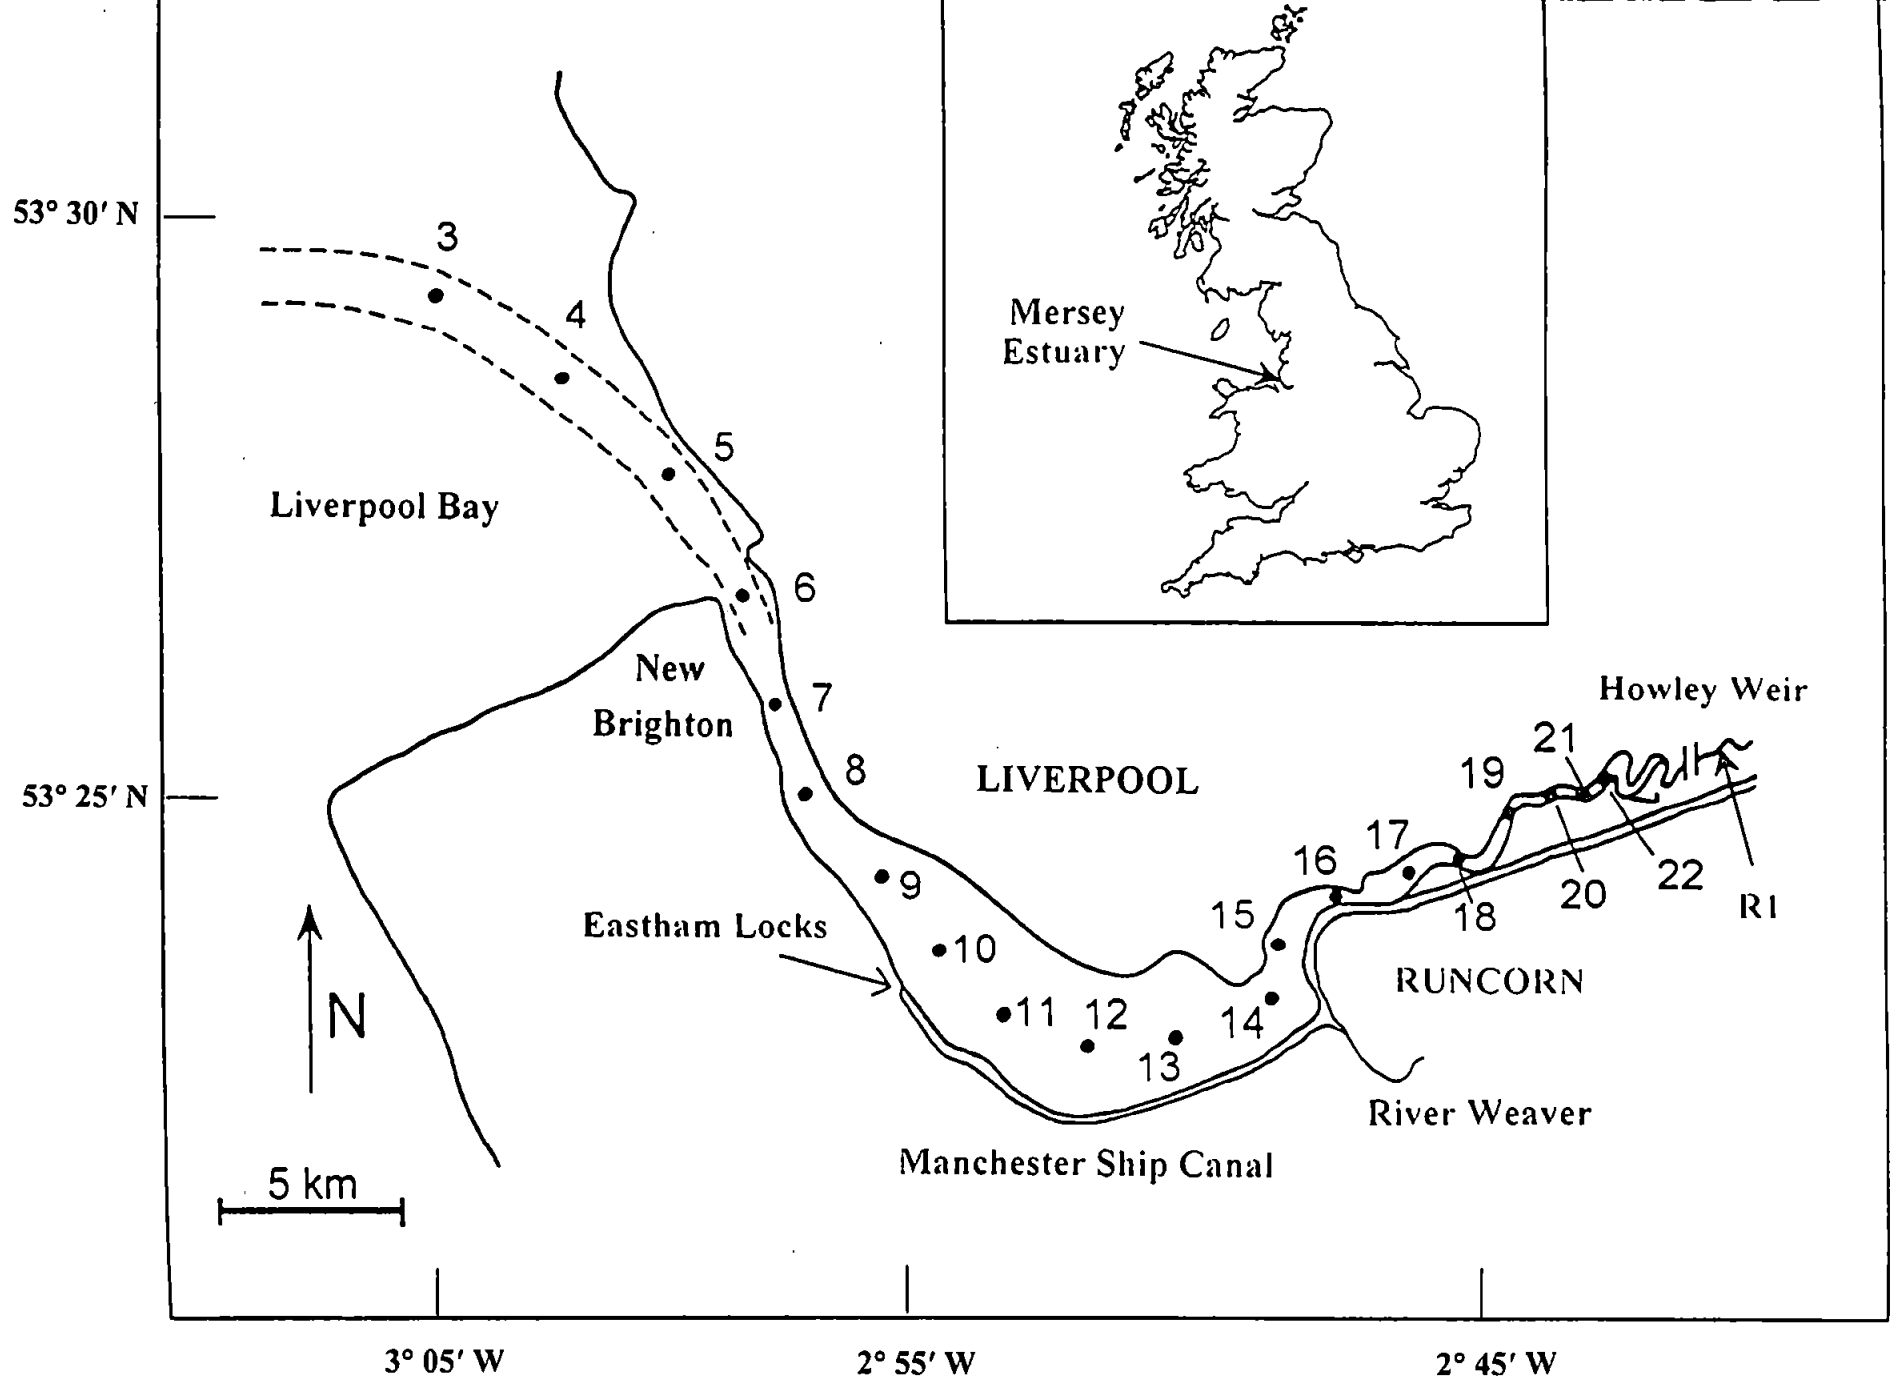 53° 30' N
3
4
Mersey
Estuary
5
Liverpool Bay
6
New
Brighton
7
Howley Weir
8
LIVERPOOL
21
19
53° 25' N
17
16
9
22
20
R1
18
15
Eastham Locks
10
RUNCORN
11
12
14
N
13
River Weaver
Manchester Ship Canal
5 km
3° 05' W
2° 55' W
2° 45' W